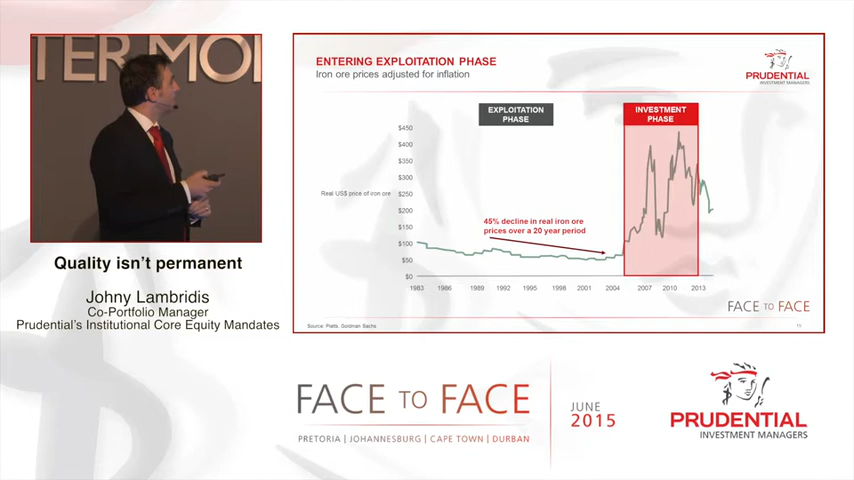 TER MO
Quality isn’t permanent
Johny Lambridis
Co-Portfolio Manager
Prudential's Institutional Core Equity Mandates
ENTERING EXPLOITATION PHASE
Iron ore prices adjusted for inflation
PRUDENTIAL
INVESTMENT MANAGERS
EXPLOITATION
PHASE
INVESTMENT
PHASE
$450
$400
$350
$300
$250
$200
$150
$100
$50
$0
Real US$ price of iron ore
45% decline in real iron ore
prices over a 20 year period
1983 1986 1989 1992 1995 1998 2001 2004 2007 2010 2013
FACE TO FACE
Source: Platts, Goldman Sachs
FACE TO FACE
PRETORIA | JOHANNESBURG | CAPE TOWN | DURBAN
JUNE
2015
PRUDENTIAL
INVESTMENT MANAGERS